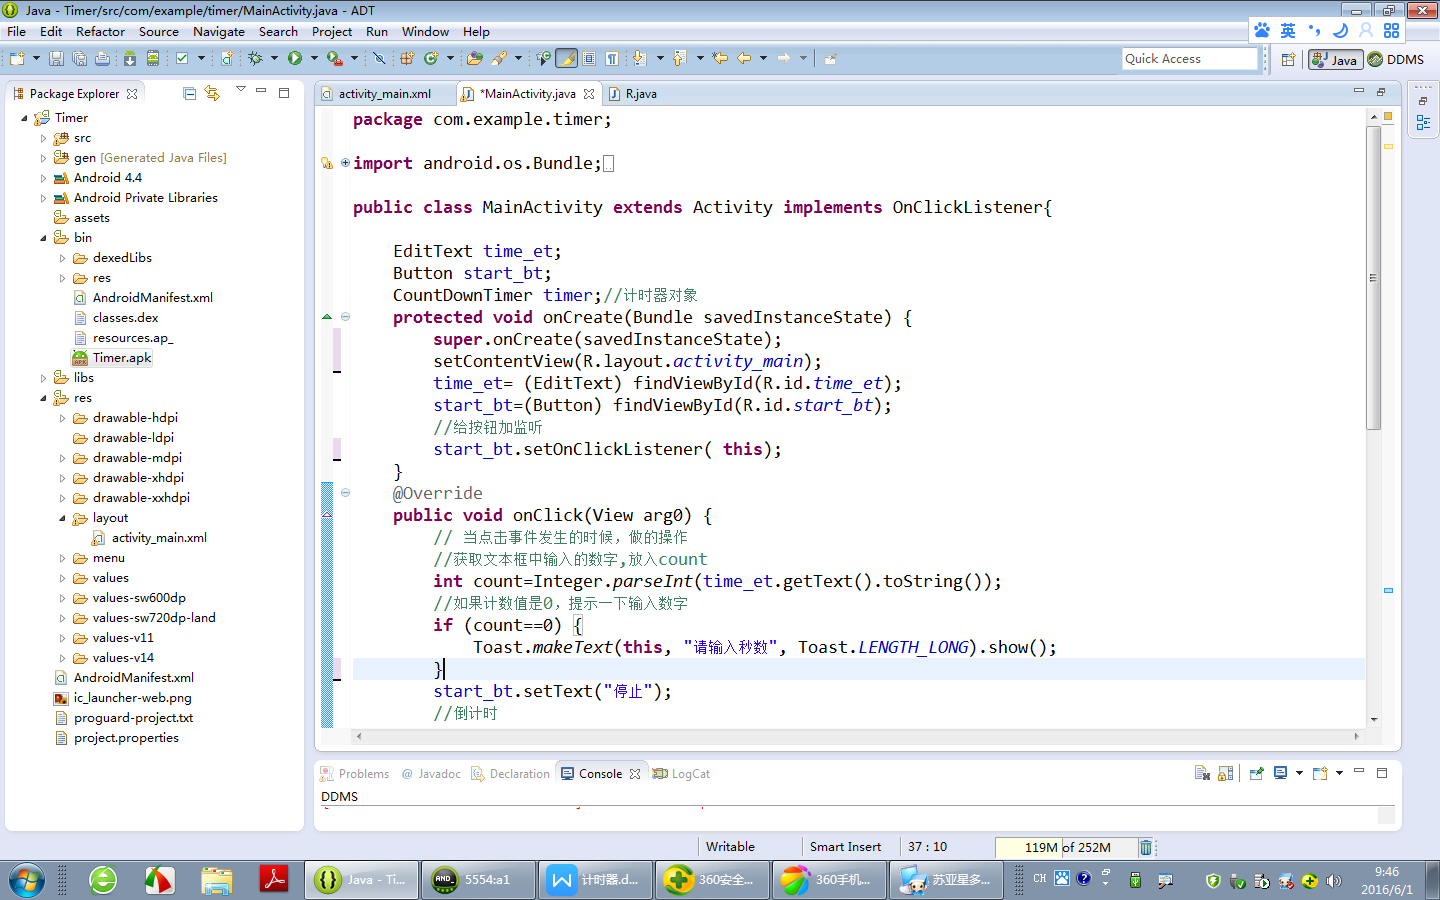 Java - Timer/src/com/example/timer/MainActivity.java - ADT
File Edit Refactor Source Navigate Search Project Run Window Help
英
Quick Access
Java
DDMS
Package Explorer
Timer
src
gen [Generated Java Files]
Android 4.4
Android Private Libraries
assets
bin
dexedLibs
res
AndroidManifest.xml
classes.dex
resources.ap_
Timer.apk
libs
res
drawable-hdpi
drawable-ldpi
drawable-mdpi
drawable-xhdpi
drawable-xxhdpi
layout
activity_main.xml
menu
values
values-sw600dp
values-sw720dp-land
values-v11
values-v14
AndroidManifest.xml
ic_launcher-web.png
proguard-project.txt
project.properties
activity_main.xml
*MainActivity.java
R.java
package com.example.timer;
import android.os.Bundle;
public class MainActivity extends Activity implements OnClickListener{
EditText time_et;
Button start_bt;
CountDownTimer timer;//计时器对象
protected void onCreate(Bundle savedInstanceState) {
super.onCreate(savedInstanceState);
setContentView(R.layout.activity_main);
time_et= (EditText) findViewById(R.id.time_et);
start_bt=(Button) findViewById(R.id.start_bt);
//给按钮加监听
start_bt.setOnClickListener( this);
}
@Override
public void onClick(View arg0) {
// 当点击事件发生的时候，做的操作
//获取文本框中输入的数字,放入count
int count=Integer.parseInt(time_et.getText().toString());
//如果计数值是0，提示一下输入数字
if (count==0) {
Toast.makeText(this, "请输入秒数", Toast.LENGTH_LONG).show();
}
start_bt.setText("停止");
//倒计时
Problems @ Javadoc Declaration Console LogCat
DDMS
Writable
Smart Insert
37 : 10
119M of 252M
Java - Ti...
5554:a1
计时器.d...
360安全...
360手机...
苏亚星多...
CH
9:46
2016/6/1